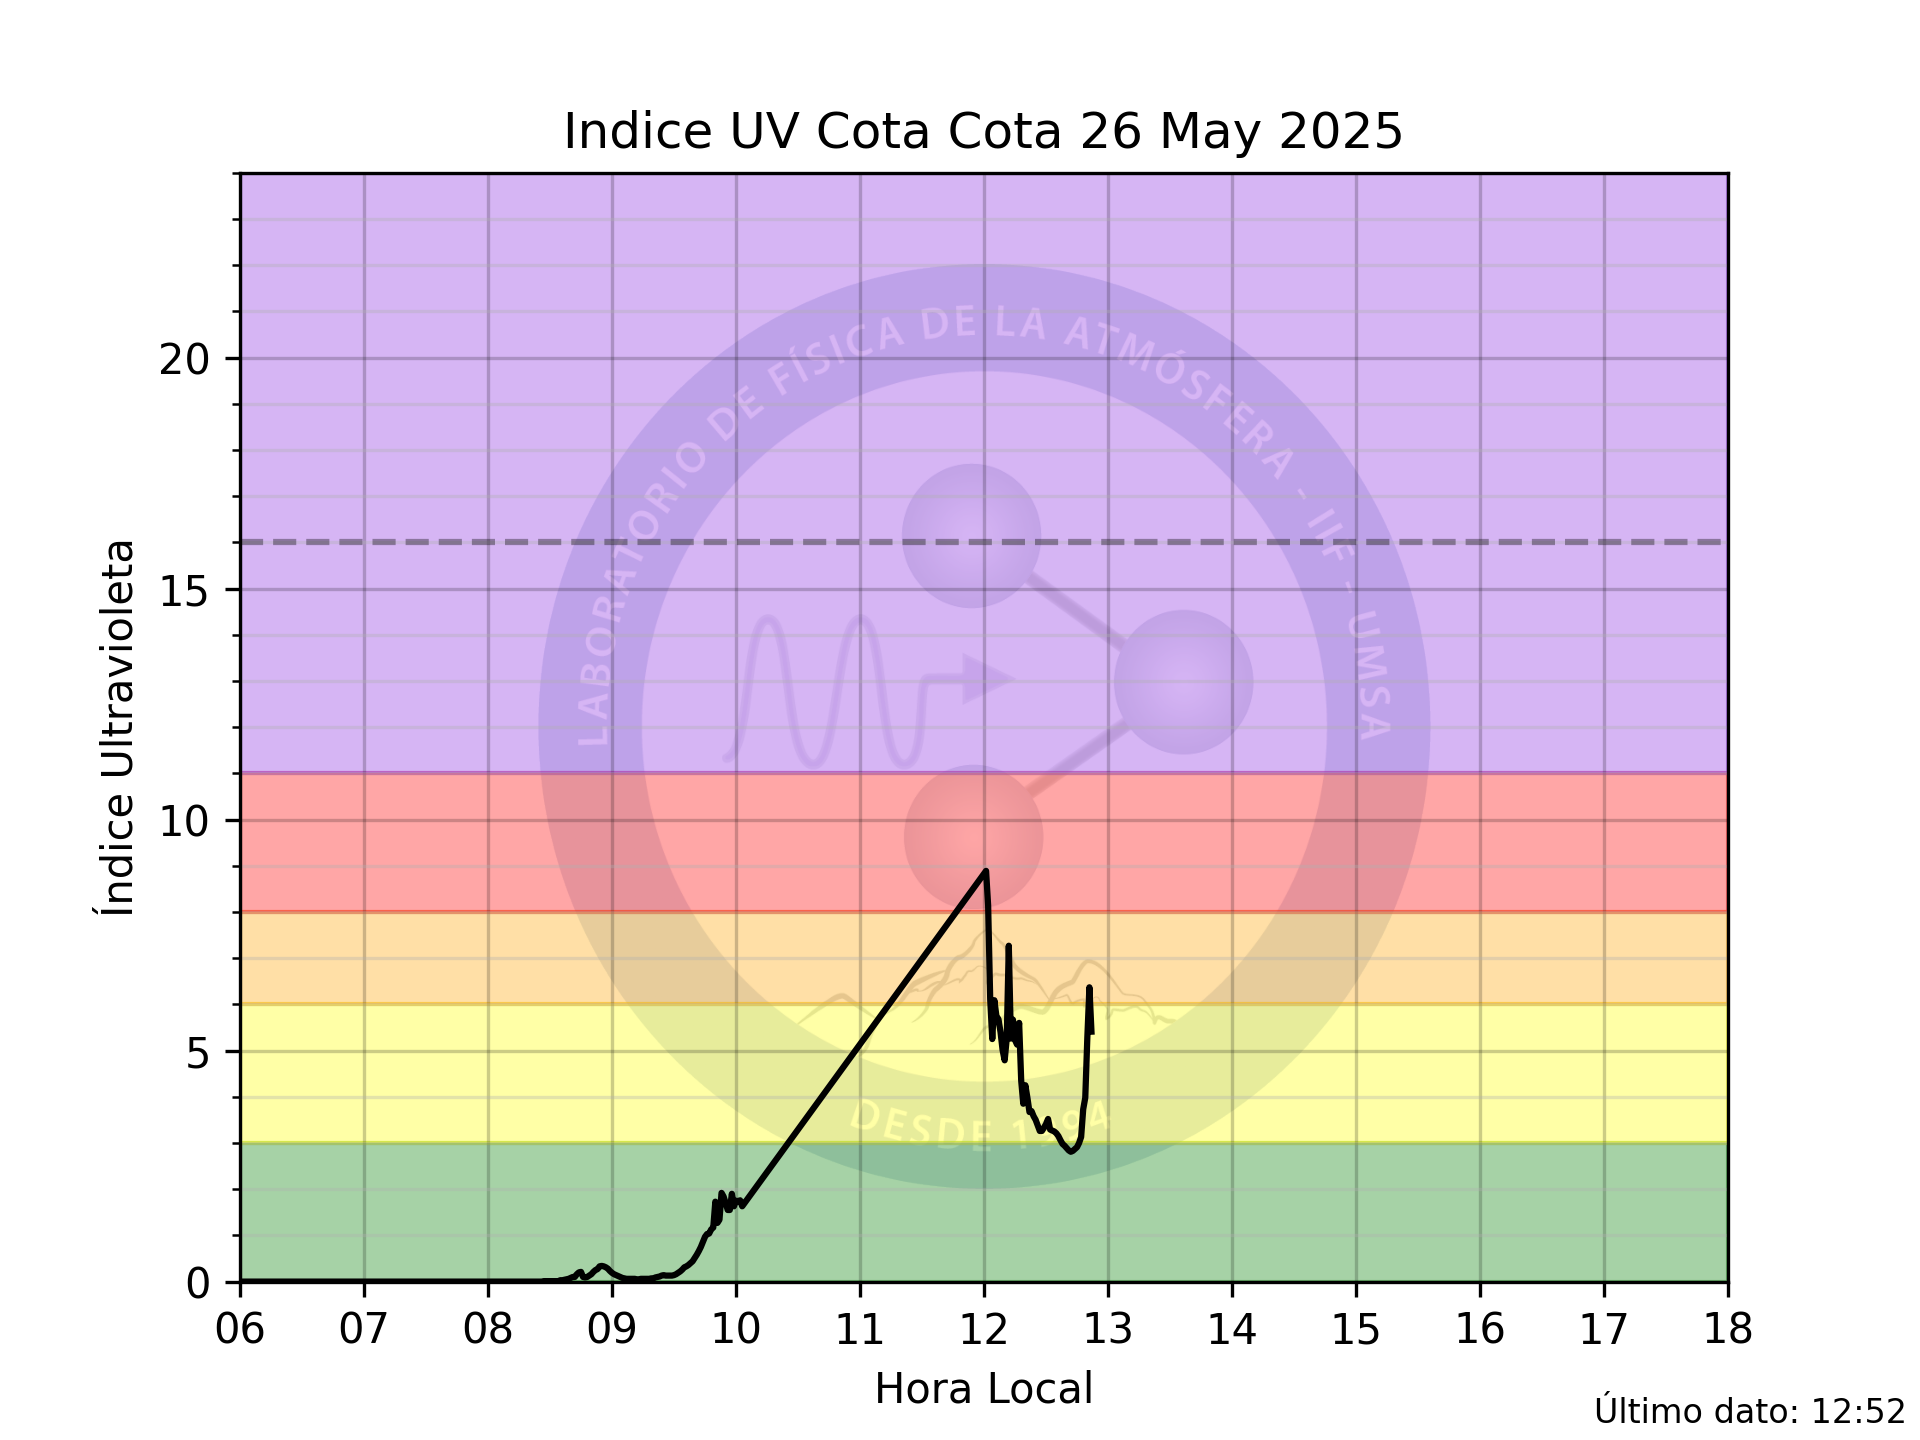 Indice UV Cota Cota 26 May 2025
LABORATORIO DE FÍSICA DE LA ATMÓSFERA - IIF - UMSA
20
15
10
5
0
Índice Ultravioleta
DESDE 1994
06 07 08 09 10 11 12 13 14 15 16 17 18
Hora Local
Último dato: 12:52